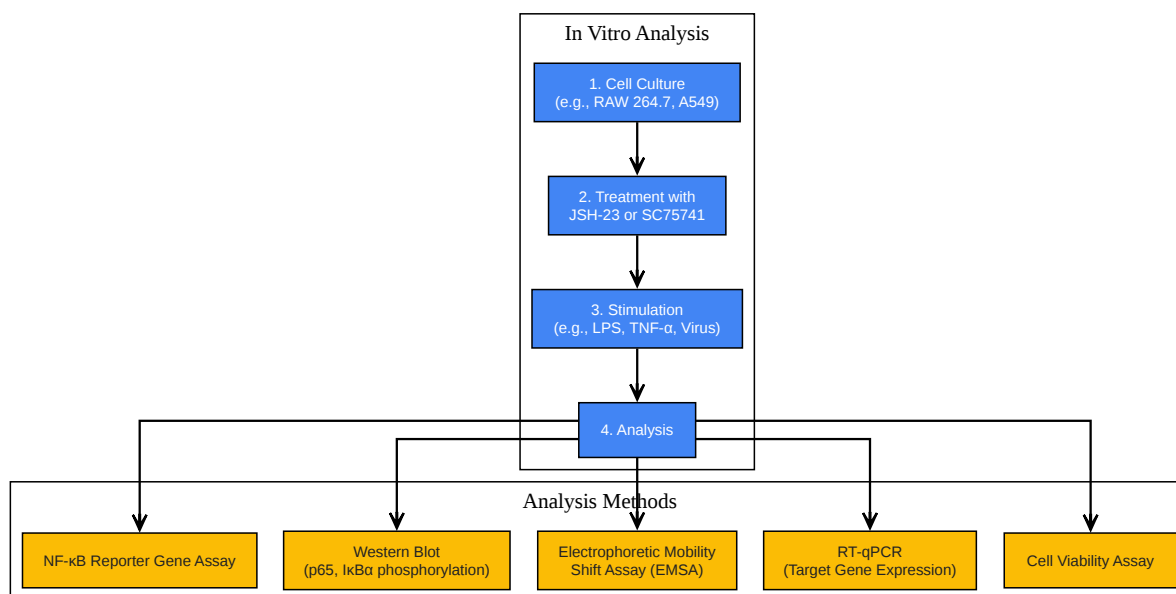 In Vitro Analysis
1. Cell Culture
(e.g., RAW 264.7, A549)
2. Treatment with
JSH-23 or SC75741
3. Stimulation
(e.g., LPS, TNF-α, Virus)
4. Analysis
Analysis Methods
NF-κB Reporter Gene Assay
Western Blot
(p65, IκBα phosphorylation)
Electrophoretic Mobility
Shift Assay (EMSA)
RT-qPCR
(Target Gene Expression)
Cell Viability Assay